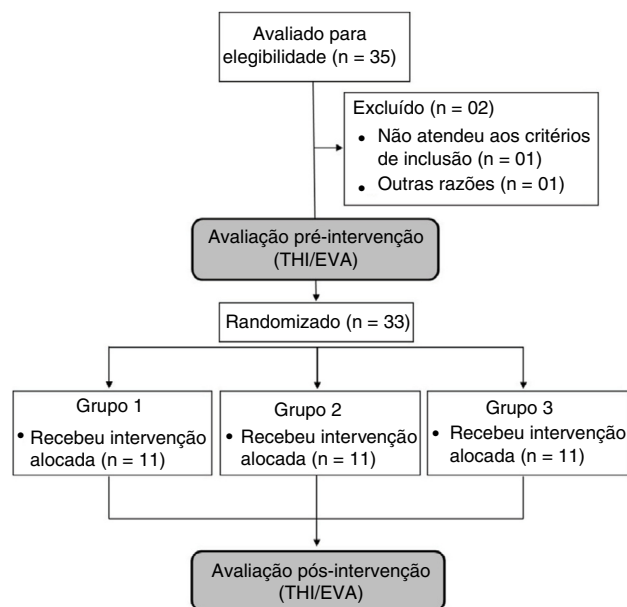 Avaliado para
elegibilidade (n = 35)
Excluído (n = 02)
• Não atendeu aos critérios
de inclusão (n = 01)
• Outras razões (n = 01)
Avaliação pré-intervenção
(THI/EVA)
Randomizado (n = 33)
Grupo 1
• Recebeu intervenção
alocada (n = 11)
Grupo 2
• Recebeu intervenção
alocada (n = 11)
Grupo 3
• Recebeu intervenção
alocada (n = 11)
Avaliação pós-intervenção
(THI/EVA)